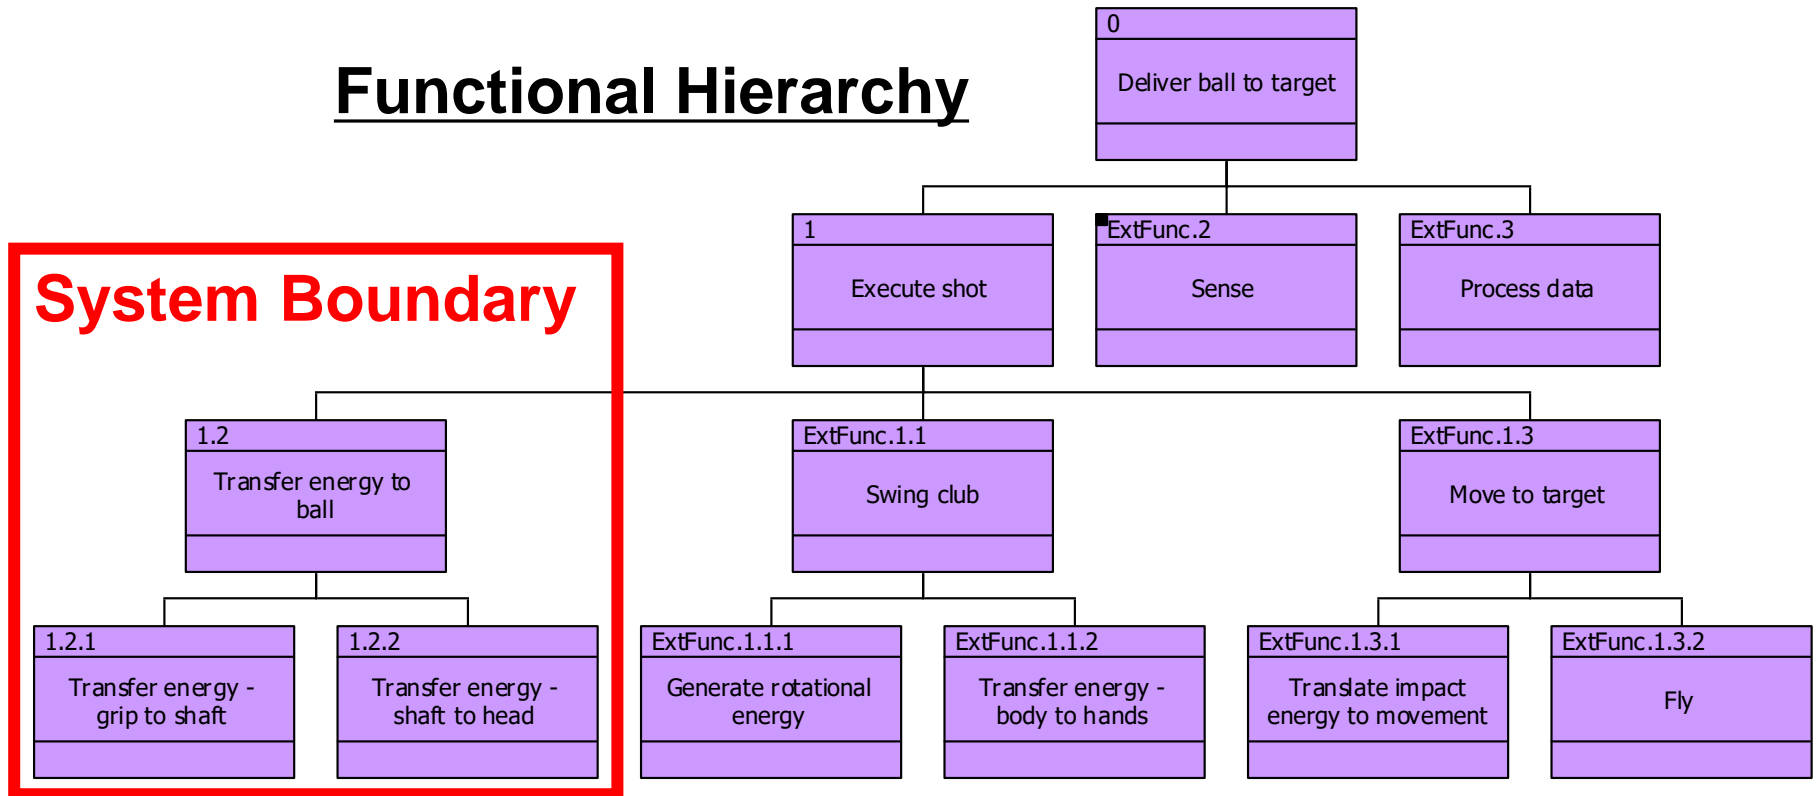 0
Deliver ball to target
Functional Hierarchy
1
Execute shot
ExtFunc.2
Sense
ExtFunc.3
Process data
System Boundary
1.2
Transfer energy to
ball
ExtFunc.1.1
Swing club
ExtFunc.1.3
Move to target
1.2.1
Transfer energy -
grip to shaft
1.2.2
Transfer energy -
shaft to head
ExtFunc.1.1.1
Generate rotational
energy
ExtFunc.1.1.2
Transfer energy -
body to hands
ExtFunc.1.3.1
Translate impact
energy to movement
ExtFunc.1.3.2
Fly